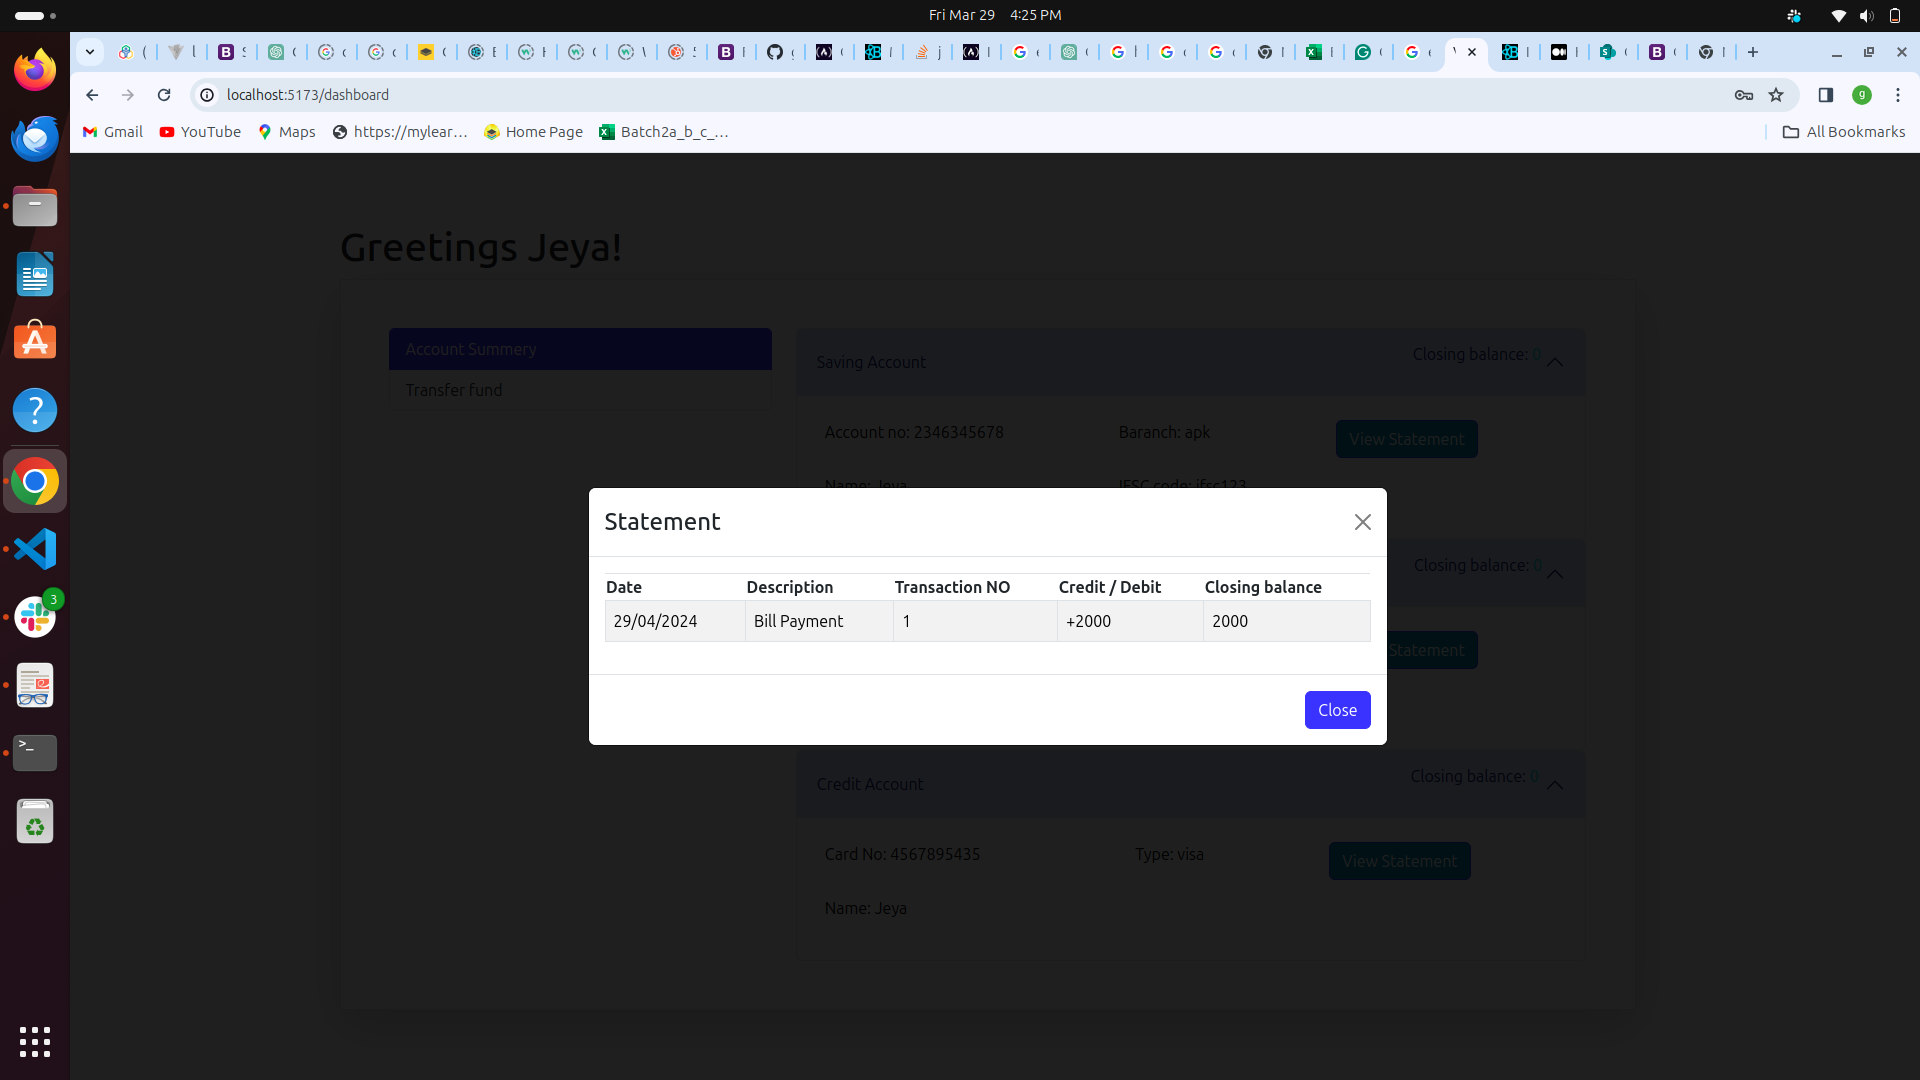 Fri Mar 29 4:25 PM
localhost:5173/dashboard
g
Gmail
YouTube
Maps
https://mylear...
Home Page
Batch2a_b_c_...
All Bookmarks
Greetings Jeya!
Account Summery
Transfer fund
Saving Account
Closing balance: 0
Account no: 2346345678
Baranch: apk
View Statement
Name: Jeya
IFSC code: ifsc123
Closing balance: 0
Statement
Statement
Date Description Transaction NO Credit / Debit Closing balance
29/04/2024 Bill Payment 1 +2000 2000
Close
Credit Account
Closing balance: 0
Card No: 4567895435
Type: visa
View Statement
Name: Jeya
3